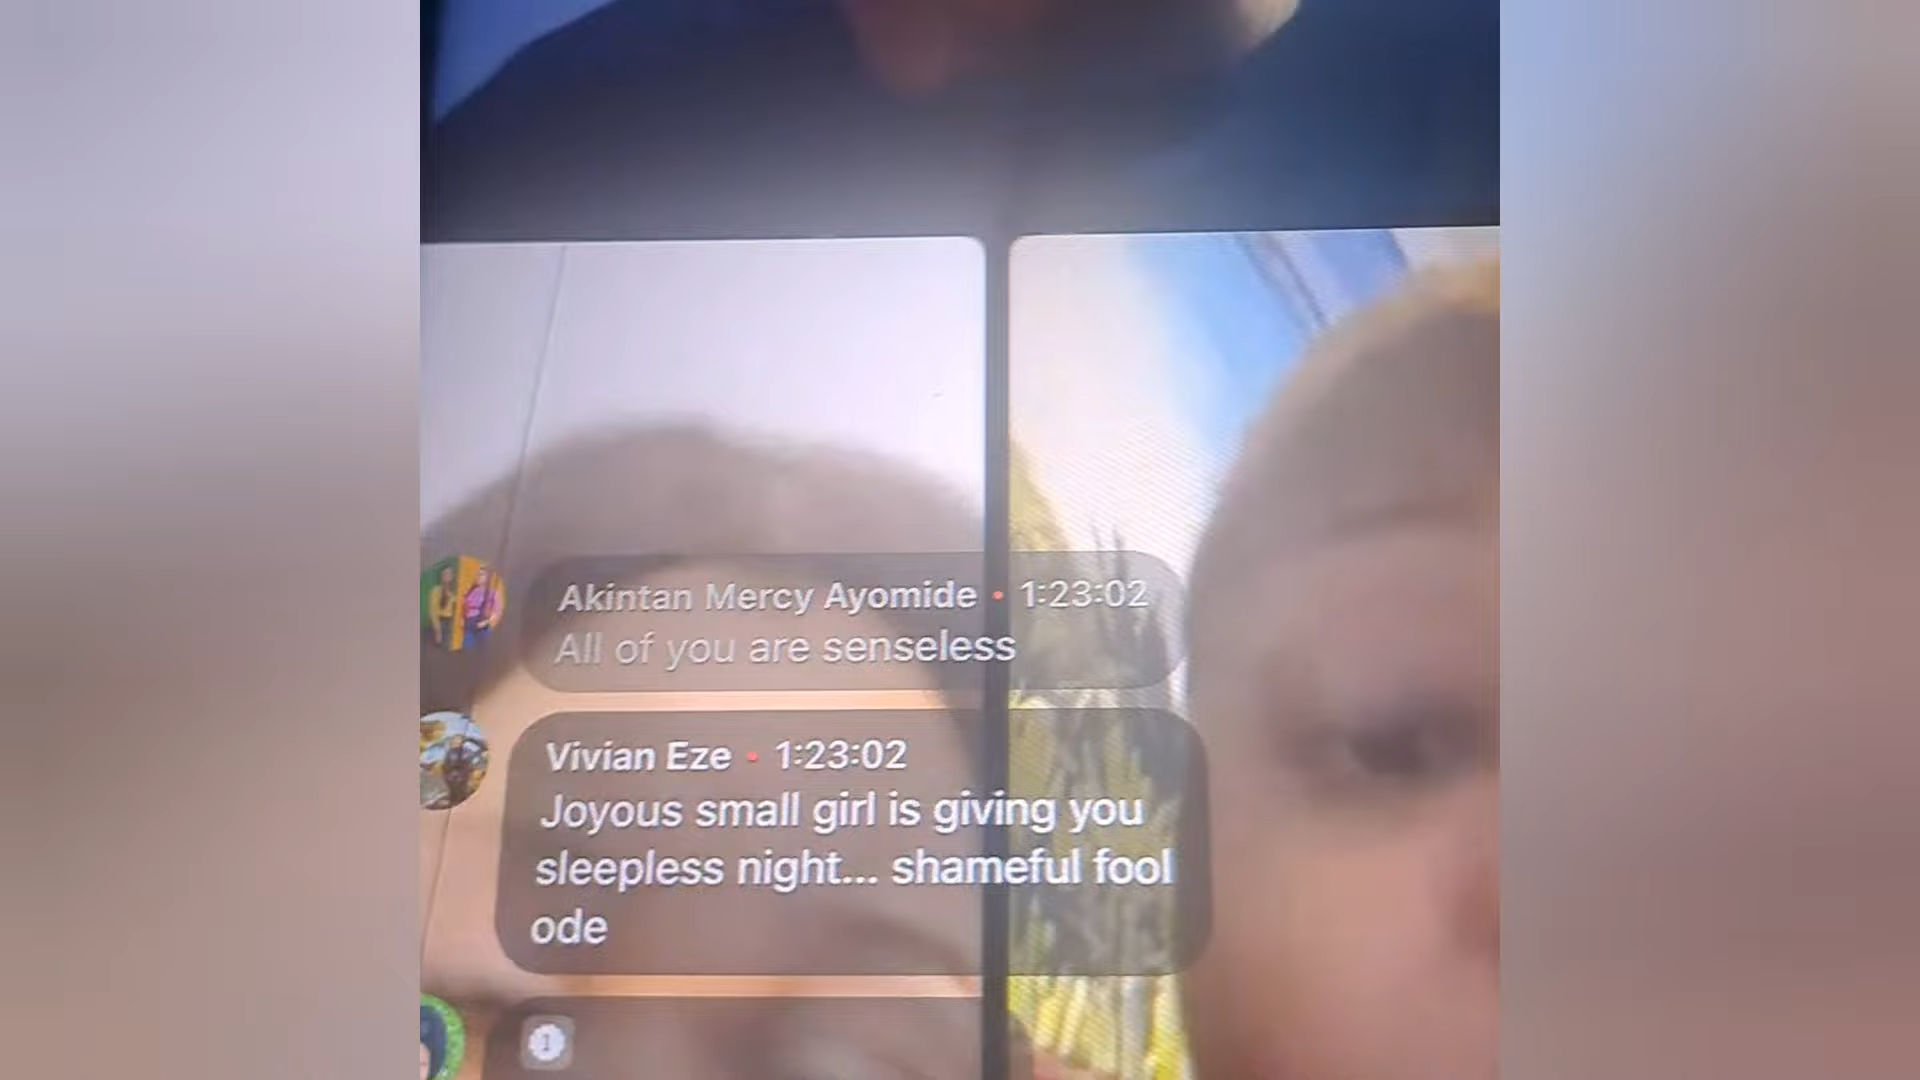 Akintan Mercy Ayomide • 1:23:02
All of you are senseless
Vivian Eze • 1:23:02
Joyous small girl is giving you
sleepless night... shameful fool
ode